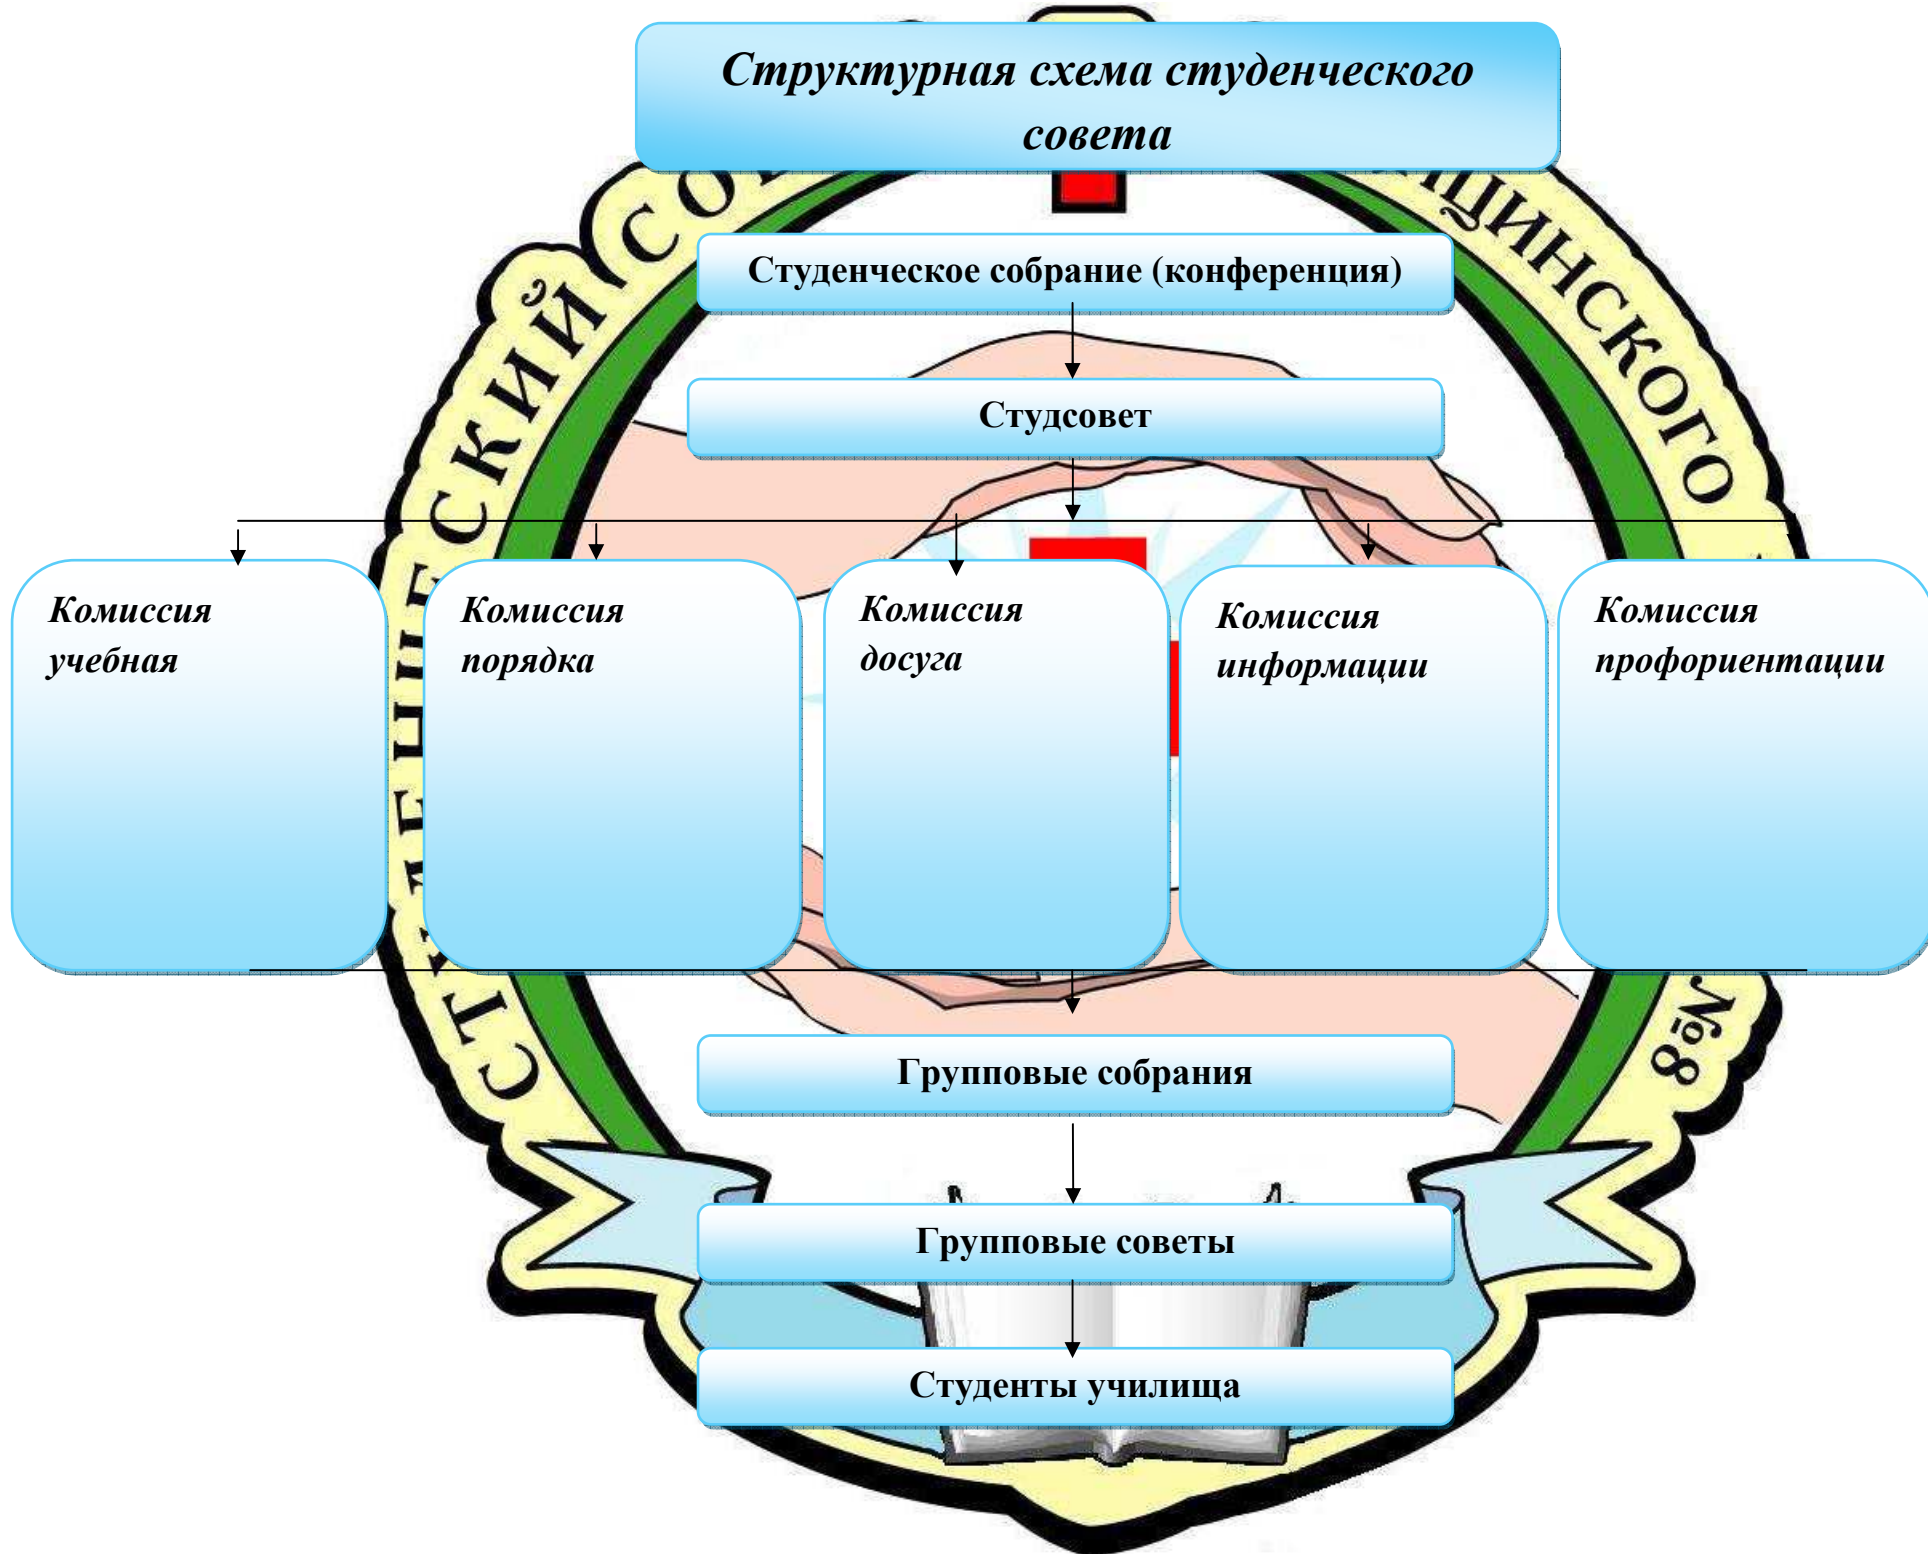 Структурная схема студенческого
совета
Студенческое собрание (конференция)
Студсовет
Комиссия
учебная
Комиссия
порядка
Комиссия
досуга
Комиссия
информации
Комиссия
профориентации
Групповые собрания
Групповые советы
Студенты училища
№8